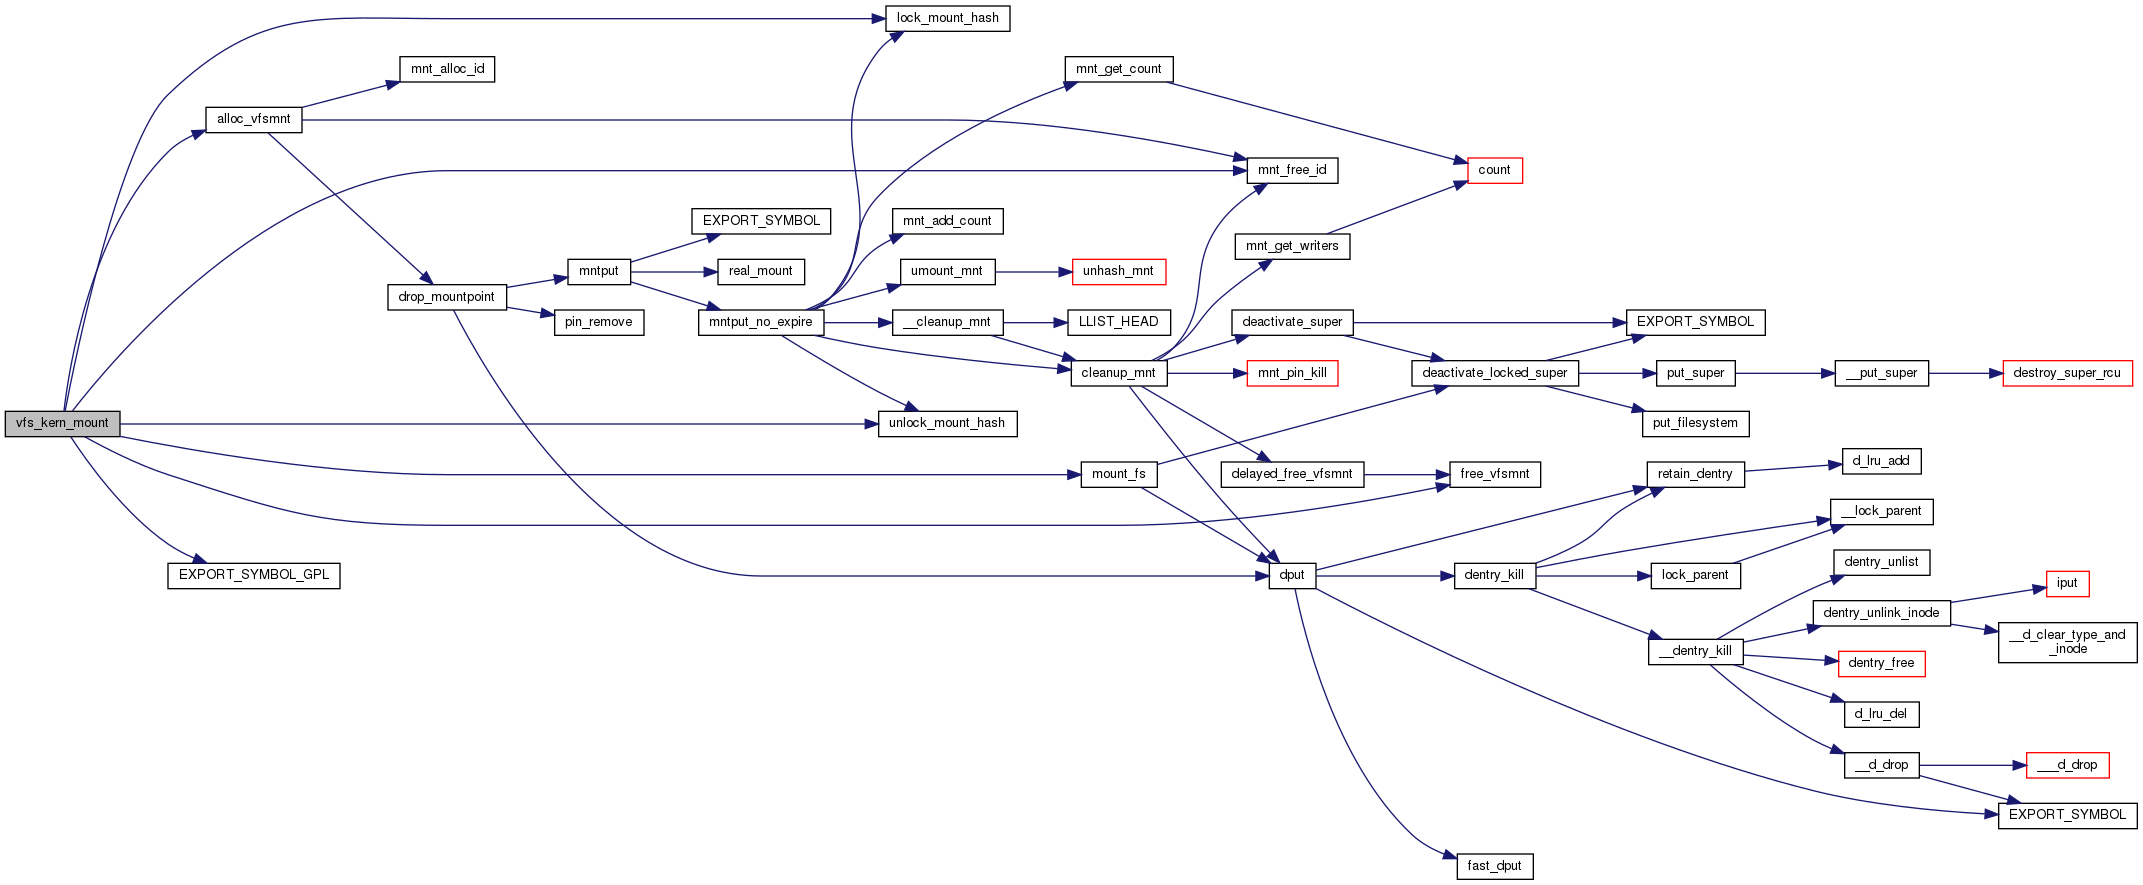 lock_mount_hash
mnt_alloc_id
mnt_get_count
alloc_vfsmnt
mnt_free_id
count
EXPORT_SYMBOL
mnt_add_count
mnt_get_writers
mntput
real_mount
umount_mnt
unhash_mnt
drop_mountpoint
pin_remove
mntput_no_expire
__cleanup_mnt
LLIST_HEAD
deactivate_super
EXPORT_SYMBOL
cleanup_mnt
mnt_pin_kill
deactivate_locked_super
put_super
__put_super
destroy_super_rcu
vfs_kern_mount
unlock_mount_hash
put_filesystem
mount_fs
delayed_free_vfsmnt
free_vfsmnt
retain_dentry
d_lru_add
__lock_parent
EXPORT_SYMBOL_GPL
dput
dentry_kill
lock_parent
dentry_unlist
dentry_unlink_inode
iput
__d_clear_type_and
_inode
__dentry_kill
dentry_free
d_lru_del
__d_drop
___d_drop
EXPORT_SYMBOL
fast_dput